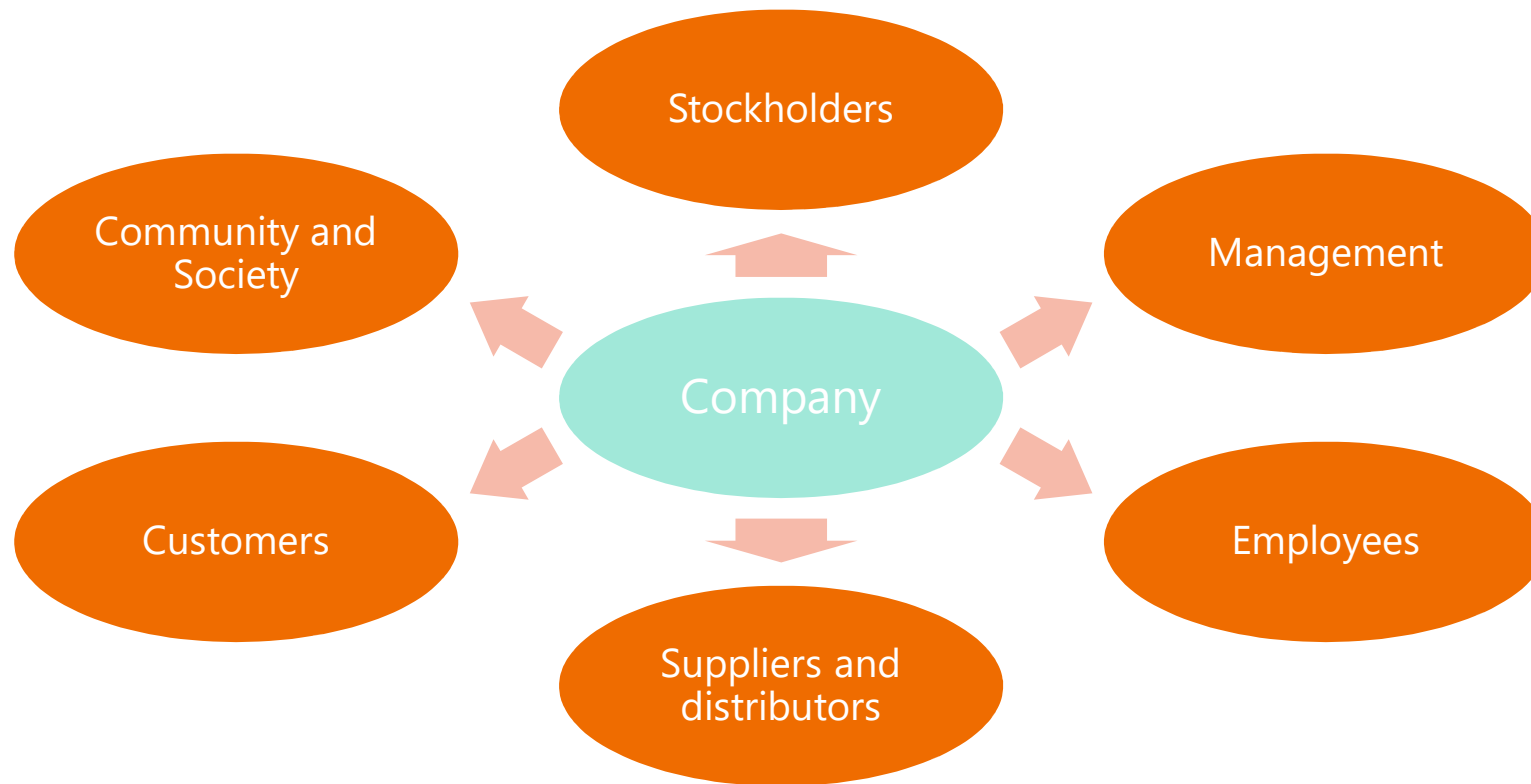 Stockholders
Community and
Society
Management
Company
Customers
Employees
Suppliers and
distributors